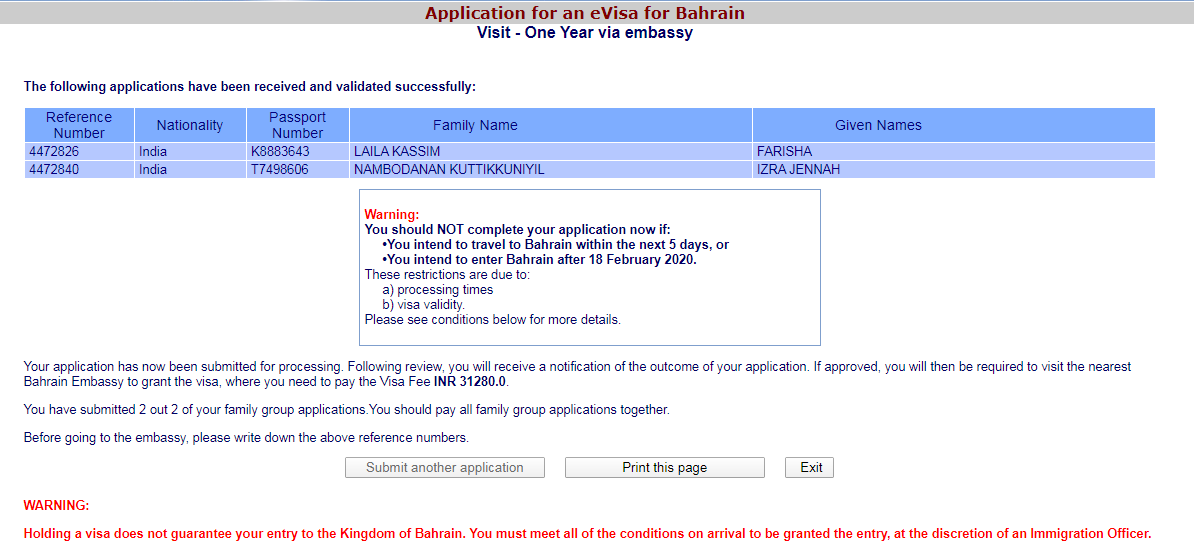 Application for an eVisa for Bahrain
Visit - One Year via embassy
The following applications have been received and validated successfully:
Reference Number Nationality Passport Number Family Name Given Names
4472826 India K8883643 LAILA KASSIM FARISHA
4472840 India T7498606 NAMBODANAN KUTTIKKUNIYIL IZRA JENNAH
Warning:
You should NOT complete your application now if:
•You intend to travel to Bahrain within the next 5 days, or
•You intend to enter Bahrain after 18 February 2020.
These restrictions are due to:
a) processing times
b) visa validity.
Please see conditions below for more details.
Your application has now been submitted for processing. Following review, you will receive a notification of the outcome of your application. If approved, you will then be required to visit the nearest
Bahrain Embassy to grant the visa, where you need to pay the Visa Fee INR 31280.0.
You have submitted 2 out 2 of your family group applications.You should pay all family group applications together.
Before going to the embassy, please write down the above reference numbers.
Submit another application Print this page Exit
WARNING:
Holding a visa does not guarantee your entry to the Kingdom of Bahrain. You must meet all of the conditions on arrival to be granted the entry, at the discretion of an Immigration Officer.